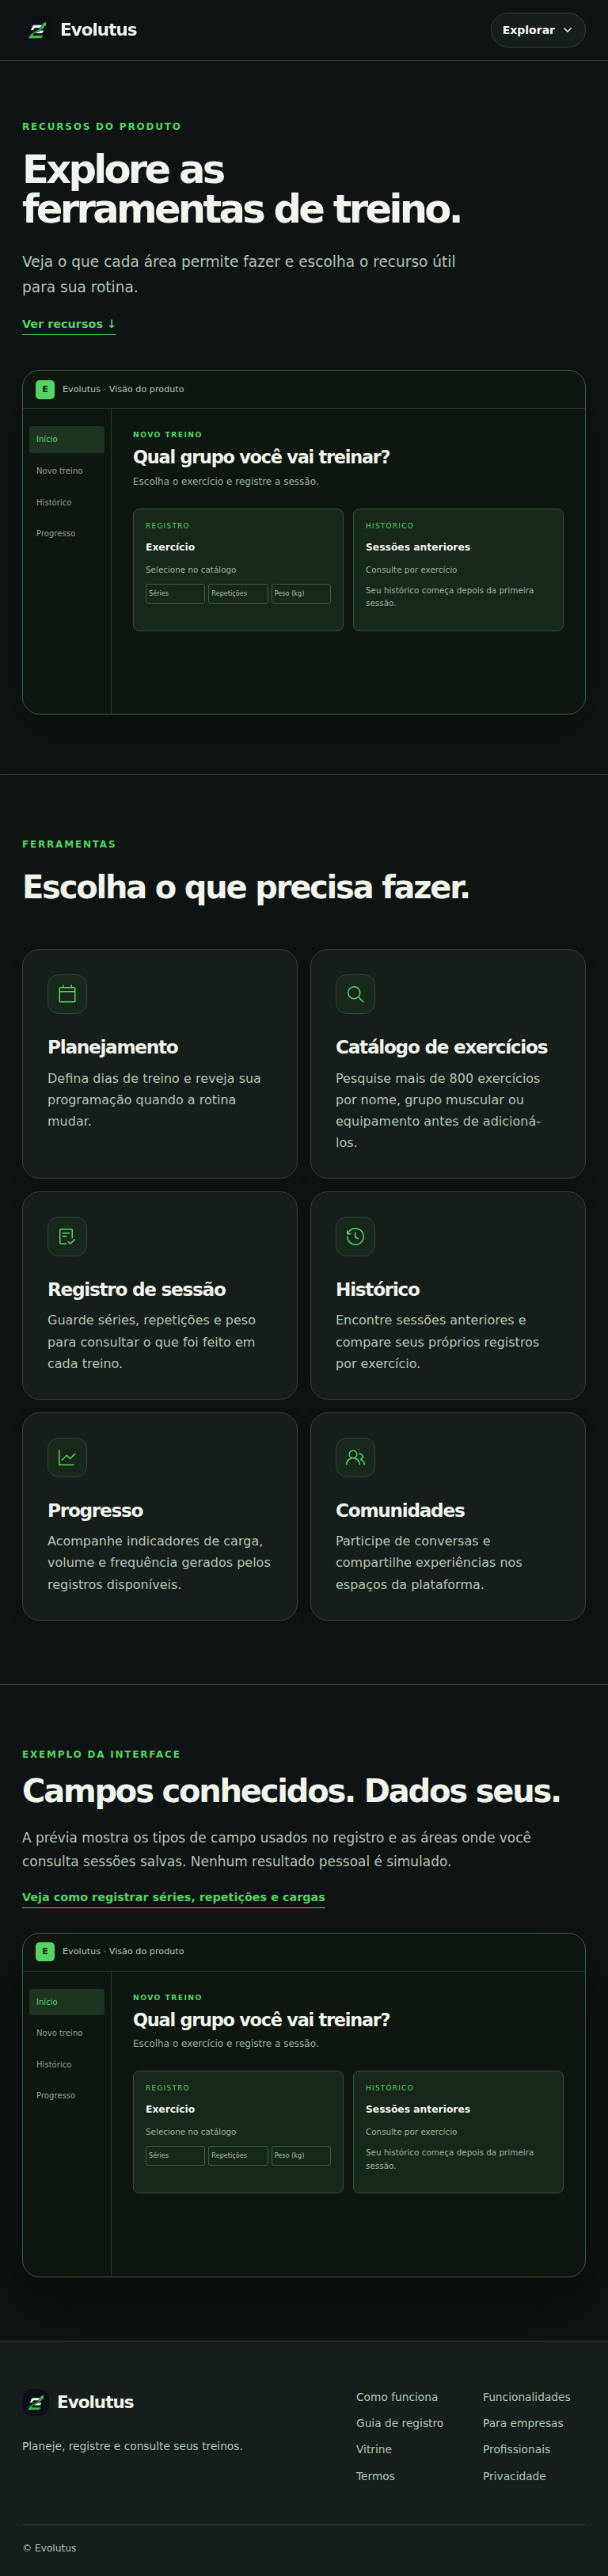 Evolutus
Explorar
RECURSOS DO PRODUTO
Explore as
ferramentas de treino.
Veja o que cada área permite fazer e escolha o recurso útil
para sua rotina.
Ver recursos ↓
E
Evolutus · Visão do produto
Início
Novo treino
Histórico
Progresso
NOVO TREINO
Qual grupo você vai treinar?
Escolha o exercício e registre a sessão.
REGISTRO
Exercício
Selecione no catálogo
Séries
Repetições
Peso (kg)
HISTÓRICO
Sessões anteriores
Consulte por exercício
Seu histórico começa depois da primeira
sessão.
FERRAMENTAS
Escolha o que precisa fazer.
Planejamento
Defina dias de treino e reveja sua
programação quando a rotina
mudar.
Catálogo de exercícios
Pesquise mais de 800 exercícios
por nome, grupo muscular ou
equipamento antes de adicioná-
los.
Registro de sessão
Guarde séries, repetições e peso
para consultar o que foi feito em
cada treino.
Histórico
Encontre sessões anteriores e
compare seus próprios registros
por exercício.
Progresso
Acompanhe indicadores de carga,
volume e frequência gerados pelos
registros disponíveis.
Comunidades
Participe de conversas e
compartilhe experiências nos
espaços da plataforma.
EXEMPLO DA INTERFACE
Campos conhecidos. Dados seus.
A prévia mostra os tipos de campo usados no registro e as áreas onde você
consulta sessões salvas. Nenhum resultado pessoal é simulado.
Veja como registrar séries, repetições e cargas
E
Evolutus · Visão do produto
Início
Novo treino
Histórico
Progresso
NOVO TREINO
Qual grupo você vai treinar?
Escolha o exercício e registre a sessão.
REGISTRO
Exercício
Selecione no catálogo
Séries
Repetições
Peso (kg)
HISTÓRICO
Sessões anteriores
Consulte por exercício
Seu histórico começa depois da primeira
sessão.
Evolutus
Planeje, registre e consulte seus treinos.
Como funciona
Funcionalidades
Guia de registro
Para empresas
Vitrine
Profissionais
Termos
Privacidade
© Evolutus